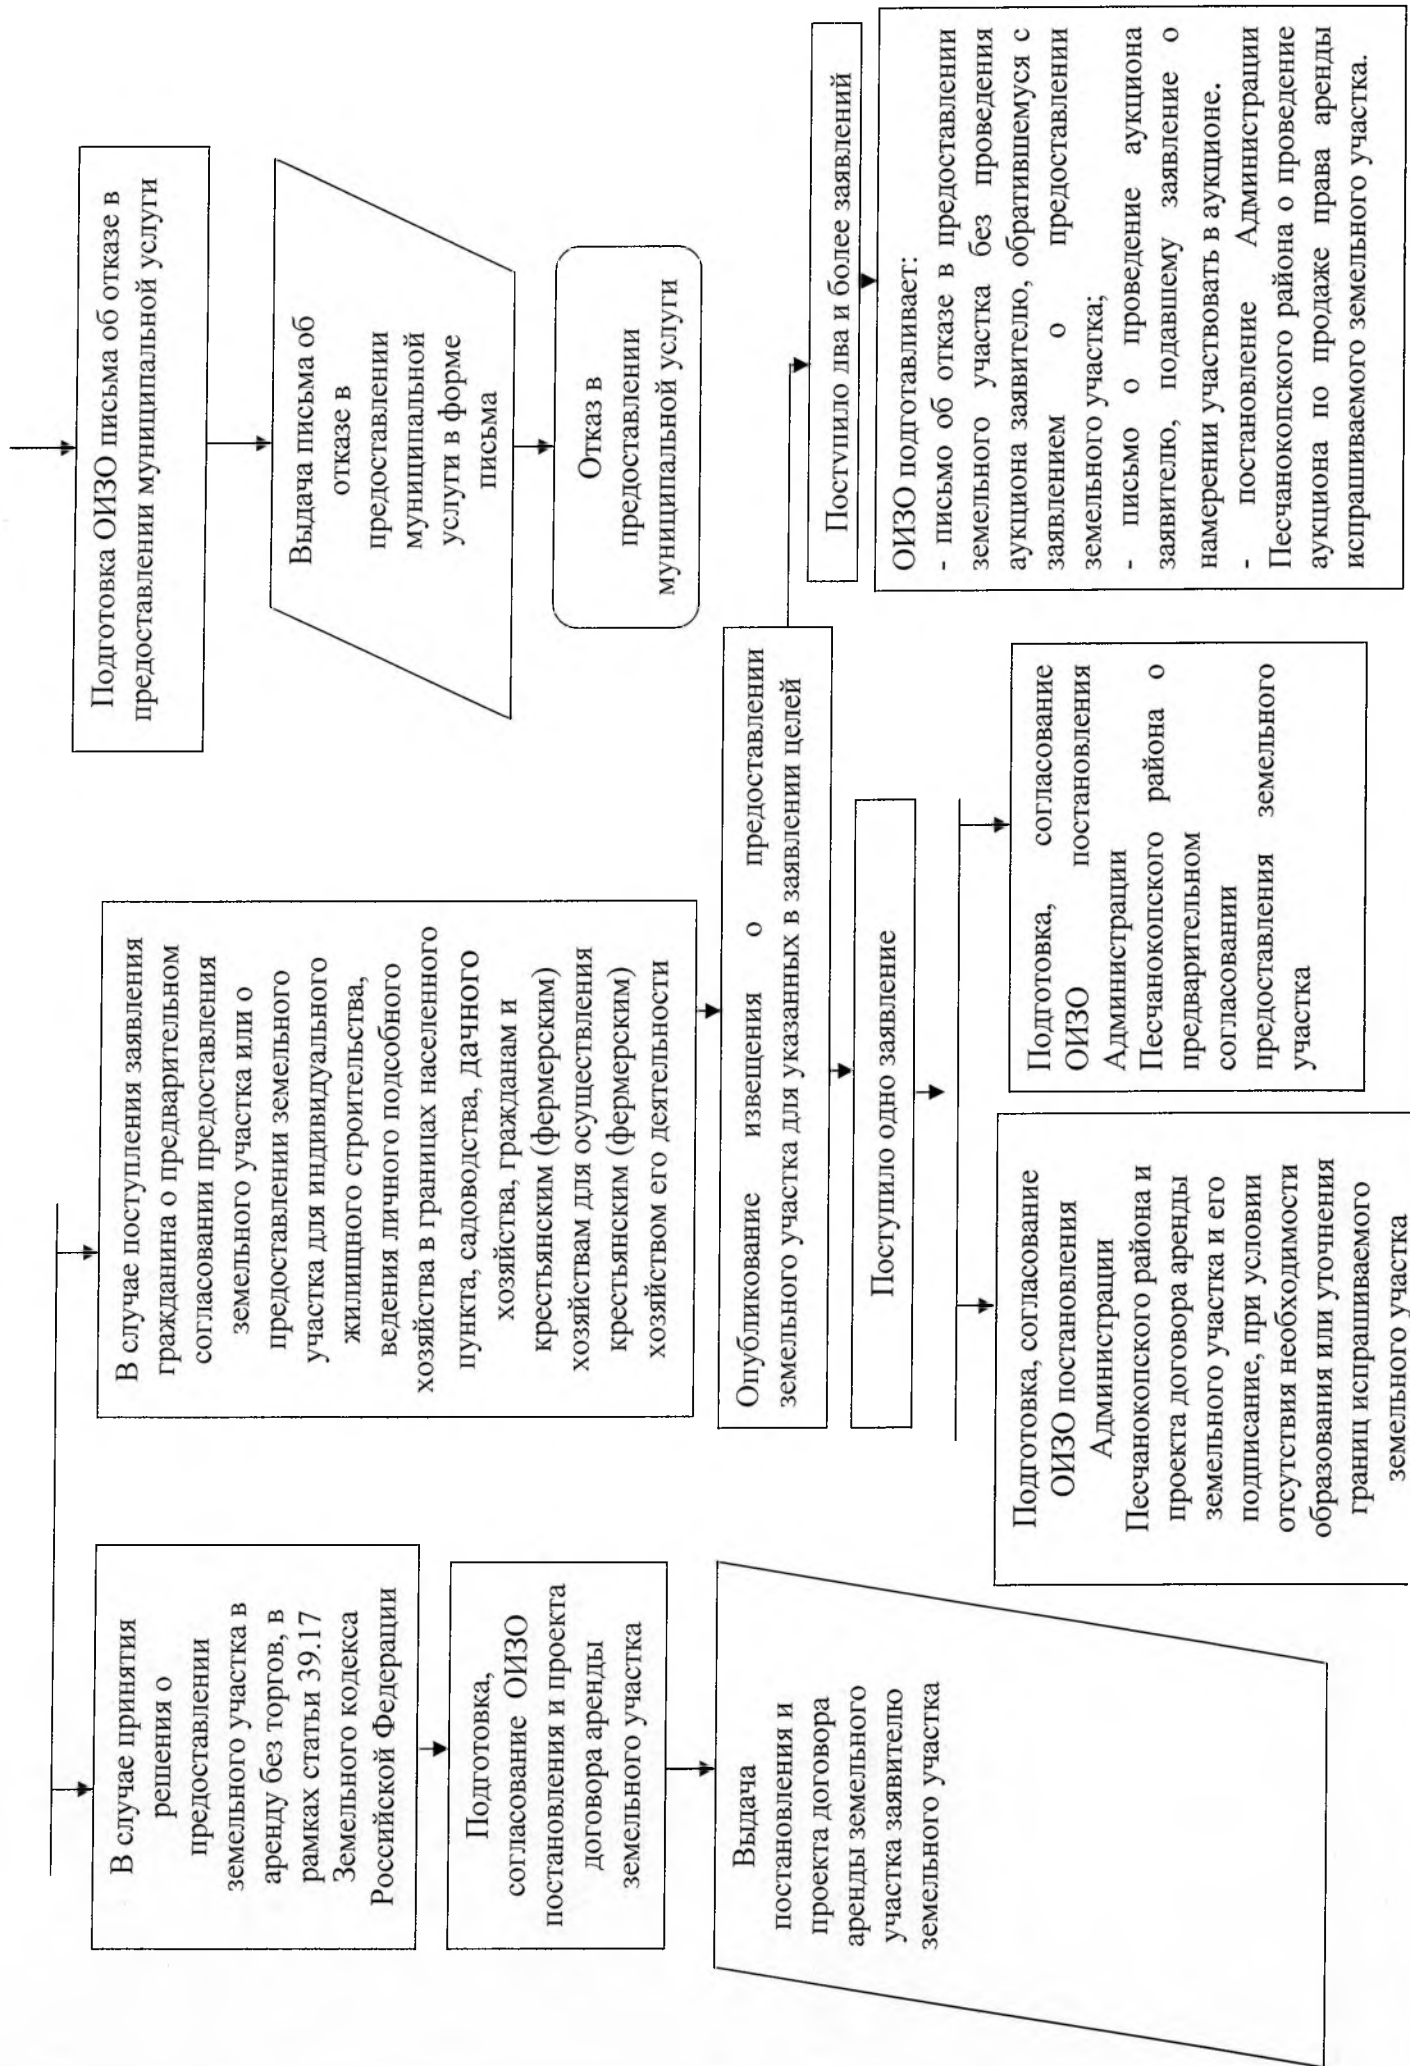 В случае принятия
решения о
предоставлении
земельного участка в
аренду без торгов, в
рамках статьи 39.17
Земельного кодекса
Российской Федерации
Подготовка,
согласование ОИЗО
постановления и проекта
договора аренды
земельного участка
Выдача
постановления и
проекта договора
аренды земельного
участка заявителю
земельного участка
В случае поступления заявления
гражданина о предварительном
согласовании предоставления
земельного участка или о
предоставлении земельного
участка для индивидуального
жилищного строительства,
ведения личного подсобного
хозяйства в границах населенного
пункта, садоводства, дачного
хозяйства, гражданам и
крестьянским (фермерским)
хозяйствам для осуществления
крестьянским (фермерским)
хозяйством его деятельности
Опубликование извещения о предоставлении
земельного участка для указанных в заявлении целей
Поступило одно заявление
Подготовка, согласование
ОИЗО постановления
Администрации
Песчанокопского района и
проекта договора аренды
земельного участка и его
подписание, при условии
отсутствия необходимости
образования или уточнения
границ испрашиваемого
земельного участка
Подготовка, согласование
ОИЗО постановления
Администрации
Песчанокопского района о
предварительном
согласовании
предоставления земельного
участка
Подготовка ОИЗО письма об отказе в
предоставлении муниципальной услуги
Выдача письма об
отказе в
предоставлении
муниципальной
услуги в форме
письма
Отказ в
предоставлении
муниципальной услуги
Поступило два и более заявлений
ОИЗО подготавливает:
- письмо об отказе в предоставлении
земельного участка без проведения
аукциона заявителю, обратившемуся с
заявлением о предоставлении
земельного участка;
- письмо о проведение аукциона
заявителю, подавшему заявление о
намерении участвовать в аукционе.
- постановление Администрации
Песчанокопского района о проведение
аукциона по продаже права аренды
испрашиваемого земельного участка.